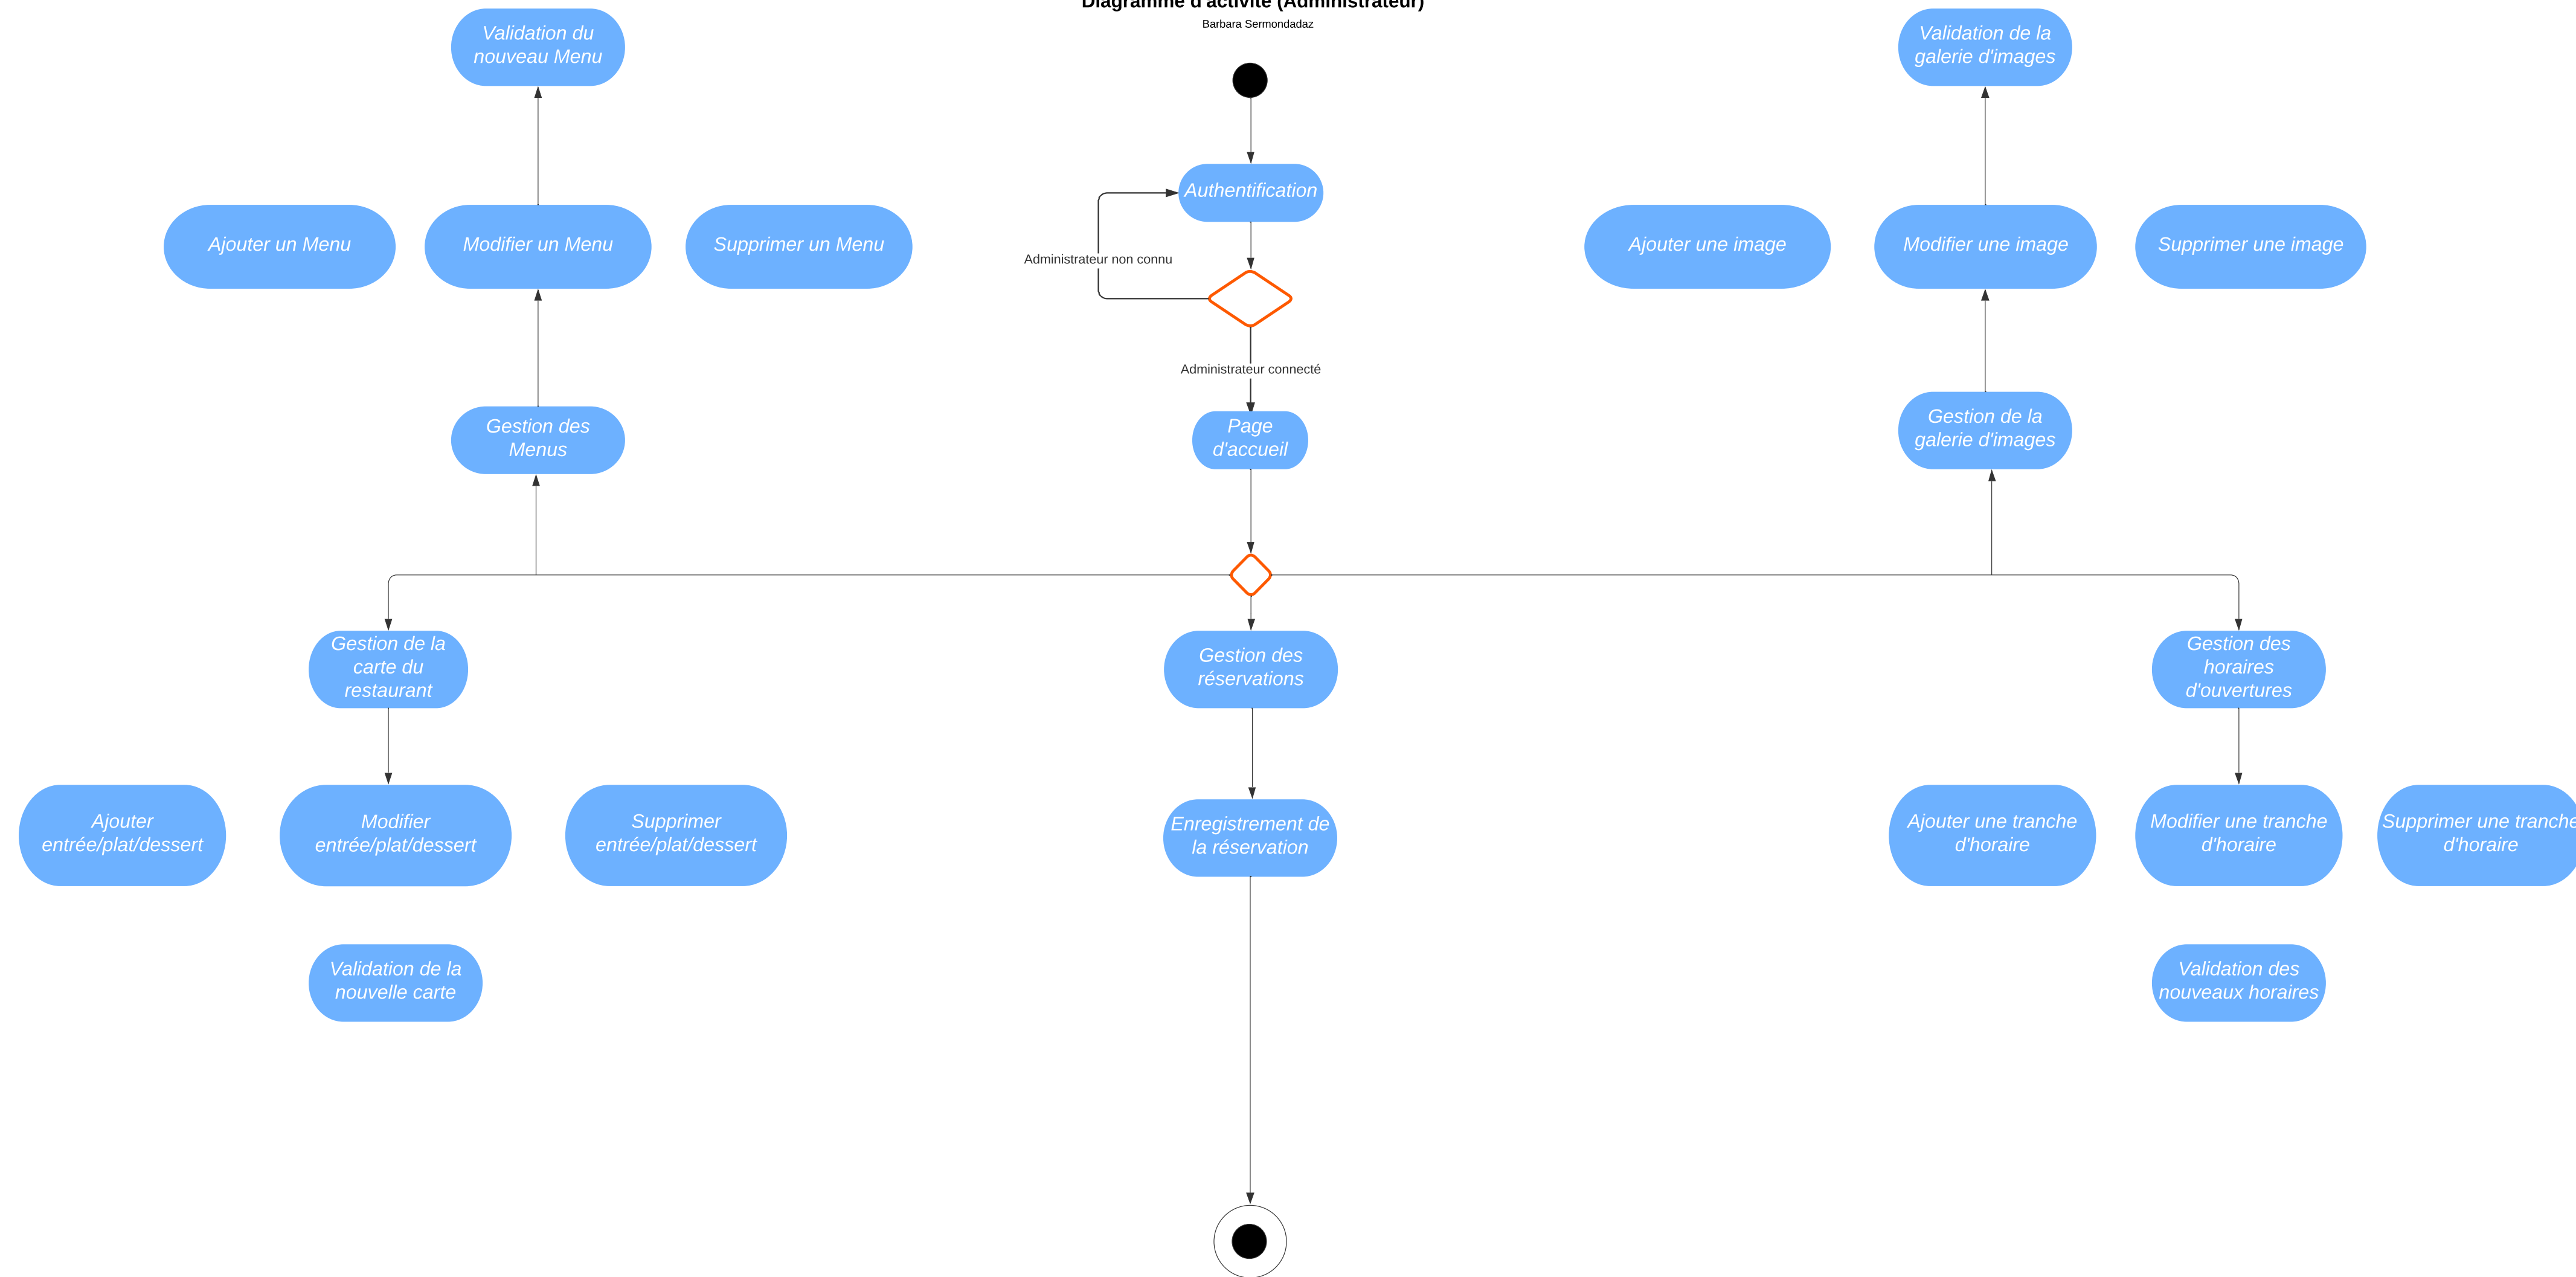 Diagramme d'activité (Administrateur)
Barbara Sermondadaz
Validation du
nouveau Menu
Validation de la
galerie d'images
Authentification
Ajouter un Menu
Modifier un Menu
Supprimer un Menu
Administrateur non connu
Ajouter une image
Modifier une image
Supprimer une image
Administrateur connecté
Gestion des
Menus
Page
d'accueil
Gestion de la
galerie d'images
Gestion de la
carte du
restaurant
Gestion des
réservations
Gestion des
horaires
d'ouvertures
Ajouter
entrée/plat/dessert
Modifier
entrée/plat/dessert
Supprimer
entrée/plat/dessert
Enregistrement de
la réservation
Ajouter une tranche
d'horaire
Modifier une tranche
d'horaire
Supprimer une tranche
d'horaire
Validation de la
nouvelle carte
Validation des
nouveaux horaires